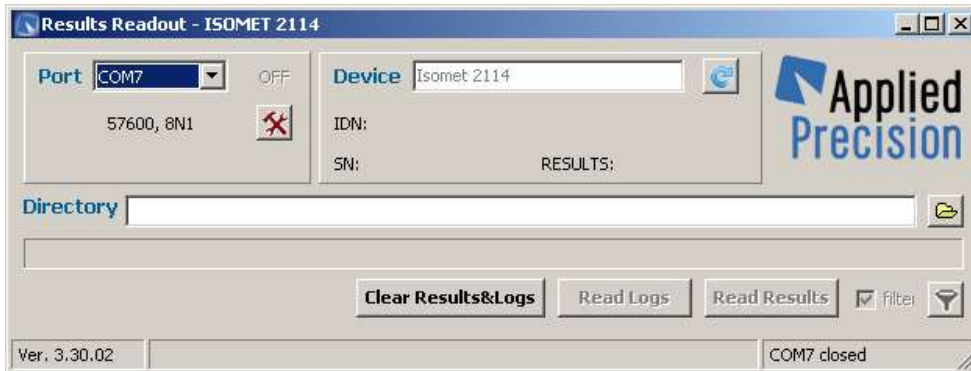 Results Readout - ISOMET 2114
Port COM7 OFF
57600, 8N1
Device Isomet 2114
IDN:
SN: RESULTS:
Applied
Precision
Directory
Clear Results&Logs Read Logs Read Results filter
Ver. 3.30.02 COM7 closed